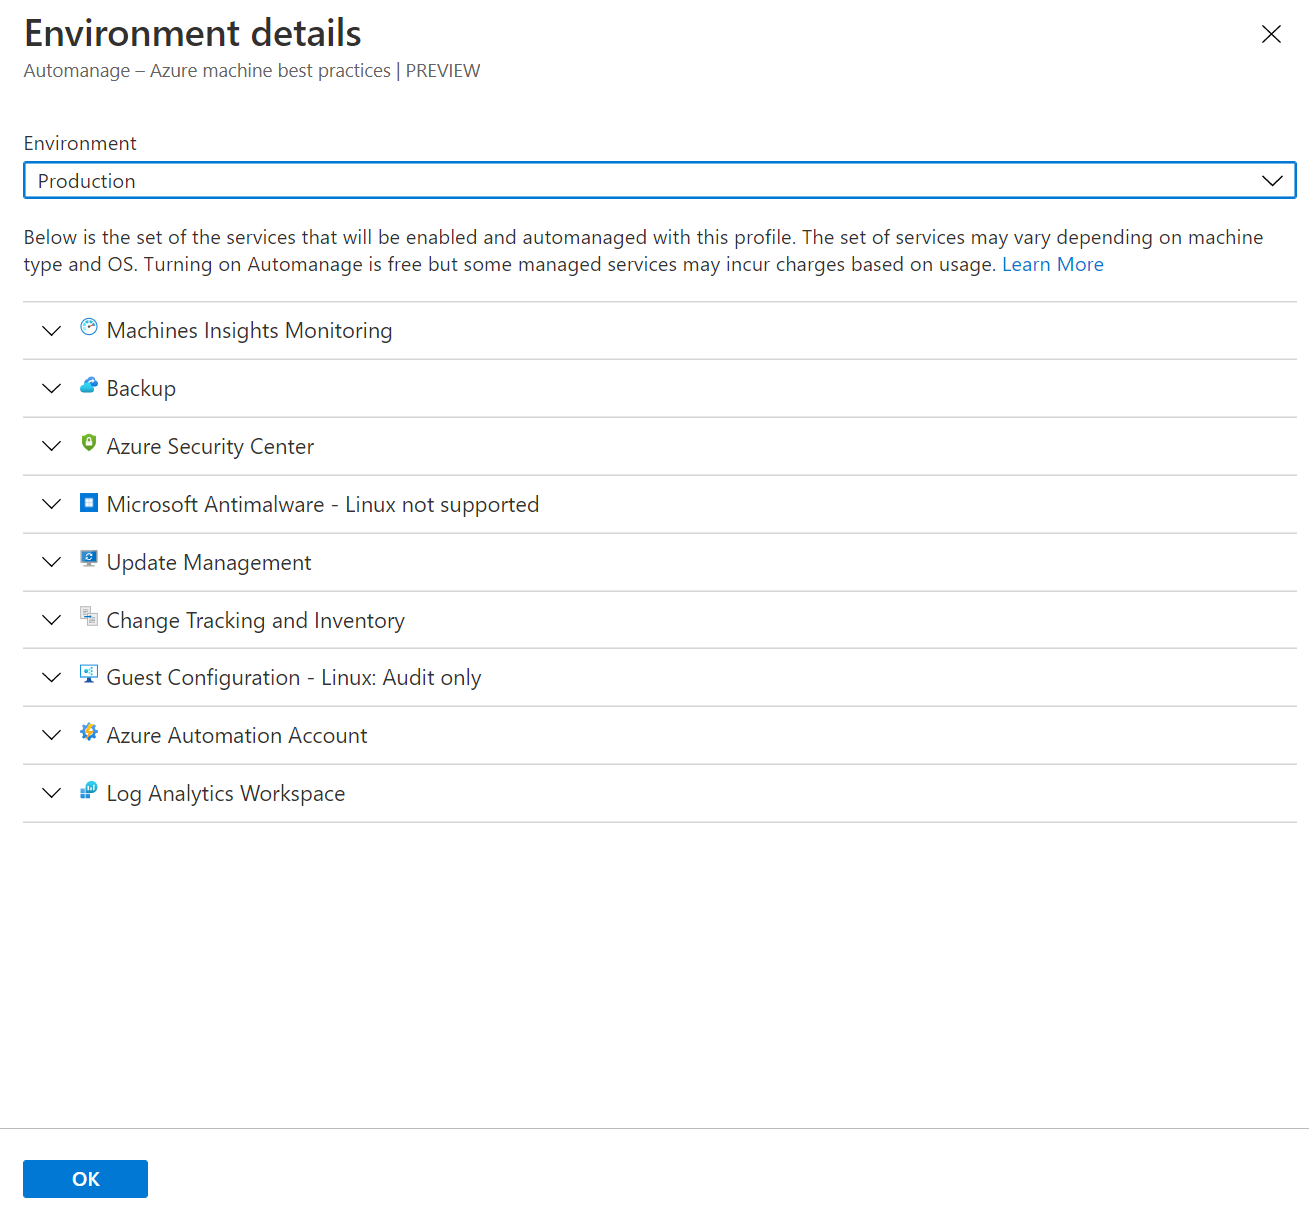 Environment details
Automanage – Azure machine best practices | PREVIEW
Environment
Production
Below is the set of the services that will be enabled and automanaged with this profile. The set of services may vary depending on machine
type and OS. Turning on Automanage is free but some managed services may incur charges based on usage. Learn More
Machines Insights Monitoring
Backup
Azure Security Center
Microsoft Antimalware - Linux not supported
Update Management
Change Tracking and Inventory
Guest Configuration - Linux: Audit only
Azure Automation Account
Log Analytics Workspace
OK